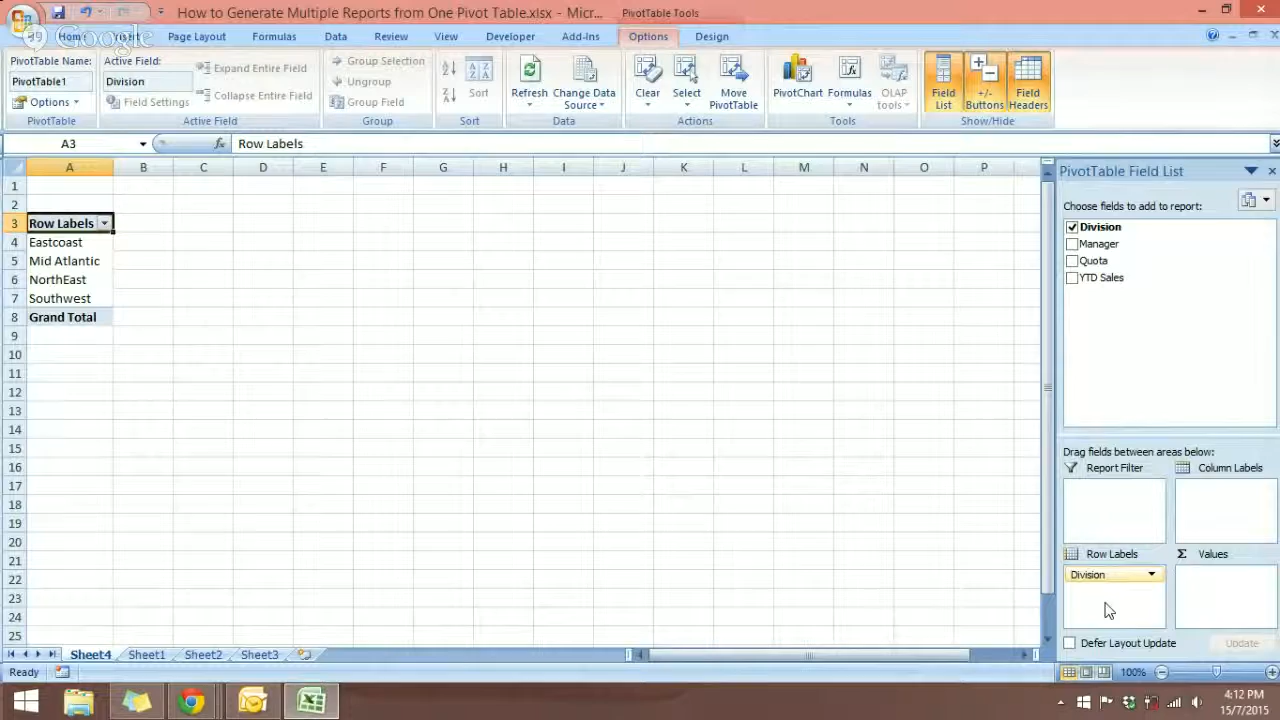 How to Generate Multiple Reports from One Pivot Table.xlsx - Micr...
PivotTable Tools
Home
Insert
Page Layout
Formulas
Data
Review
View
Developer
Add-Ins
Options
Design
Google
PivotTable Name:
PivotTable1
Options
PivotTable
Active Field:
Division
Field Settings
Expand Entire Field
Collapse Entire Field
Active Field
Group Selection
Ungroup
Group Field
Group
Sort
Sort
Refresh
Change Data
Source
Data
Clear
Select
Move
PivotTable
Actions
PivotChart
Formulas
OLAP
tools
Tools
Field
List
+/-
Buttons
Field
Headers
Show/Hide
A3
fx
Row Labels
A B C D E F G H I J K L M N O P
1
2
3 Row Labels
4 Eastcoast
5 Mid Atlantic
6 NorthEast
7 Southwest
8 Grand Total
9
10
11
12
13
14
15
16
17
18
19
20
21
22
23
24
25
PivotTable Field List
Choose fields to add to report:
Division
Manager
Quota
YTD Sales
Drag fields between areas below:
Report Filter
Column Labels
Row Labels
Σ Values
Division
Defer Layout Update
Update
Sheet4
Sheet1
Sheet2
Sheet3
Ready
100%
4:12 PM
15/7/2015